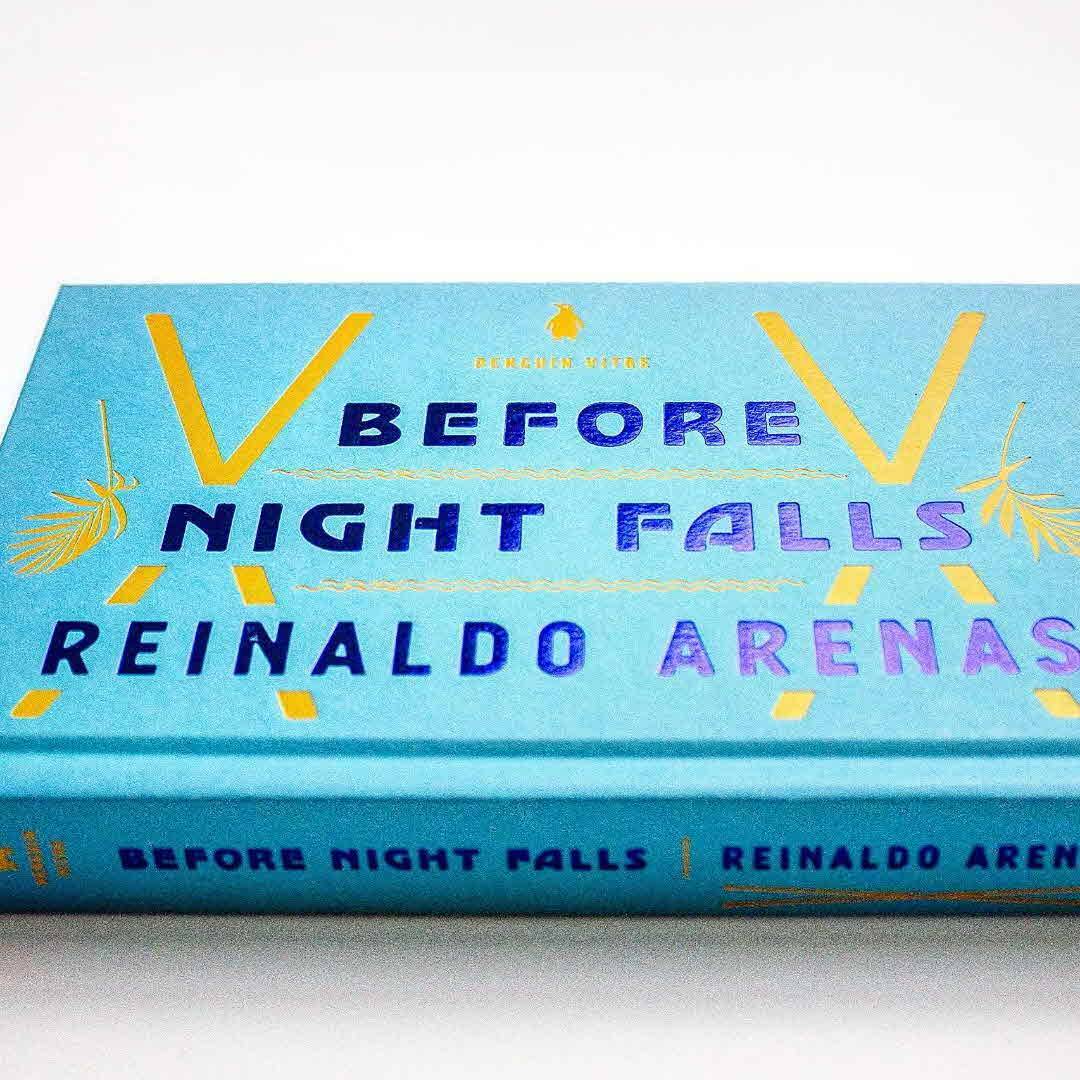 PENGUIN VITAE
BEFORE
NIGHT FALLS
REINALDO ARENAS
BEFORE NIGHT FALLS
REINALDO AREN